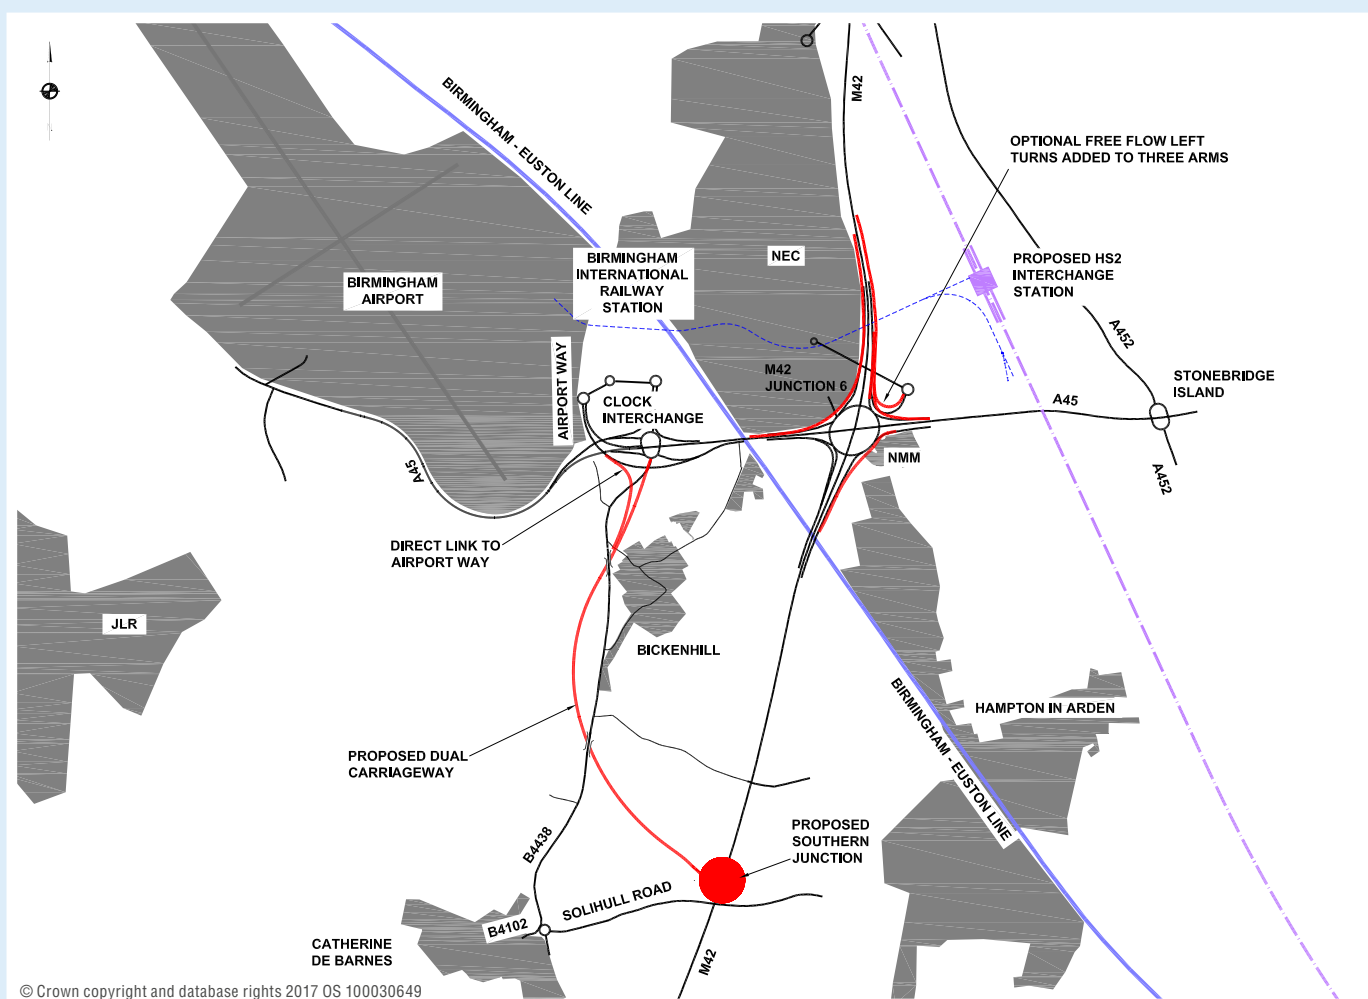 N
M42
BIRMINGHAM - EUSTON LINE
OPTIONAL FREE FLOW LEFT
TURNS ADDED TO THREE ARMS
NEC
BIRMINGHAM
INTERNATIONAL
RAILWAY
STATION
PROPOSED HS2
INTERCHANGE
STATION
BIRMINGHAM
AIRPORT
A452
AIRPORT WAY
M42
JUNCTION 6
STONEBRIDGE
ISLAND
CLOCK
INTERCHANGE
A45
NMM
A45
A452
DIRECT LINK TO
AIRPORT WAY
JLR
BICKENHILL
BIRMINGHAM - EUSTON LINE
HAMPTON IN ARDEN
PROPOSED DUAL
CARRIAGEWAY
PROPOSED
SOUTHERN
JUNCTION
B4438
SOLIHULL ROAD
B4102
CATHERINE
DE BARNES
M42
© Crown copyright and database rights 2017 OS 100030649